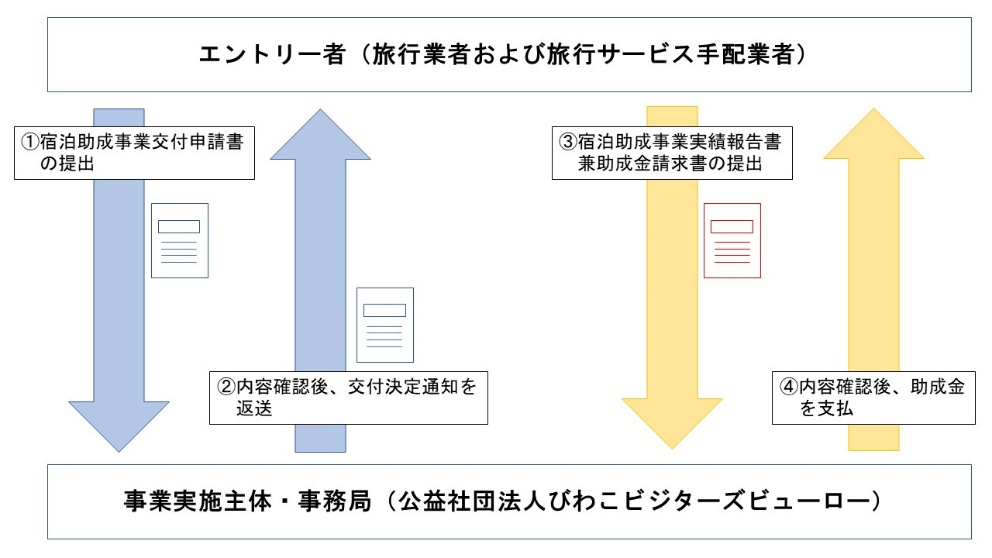 エントリー者（旅行業者および旅行サービス手配業者）
①宿泊助成事業交付申請書
の提出
②内容確認後、交付決定通知を
返送
③宿泊助成事業実績報告書
兼助成金請求書の提出
④内容確認後、助成金
を支払
事業実施主体・事務局（公益社団法人びわこビジターズビューロー）